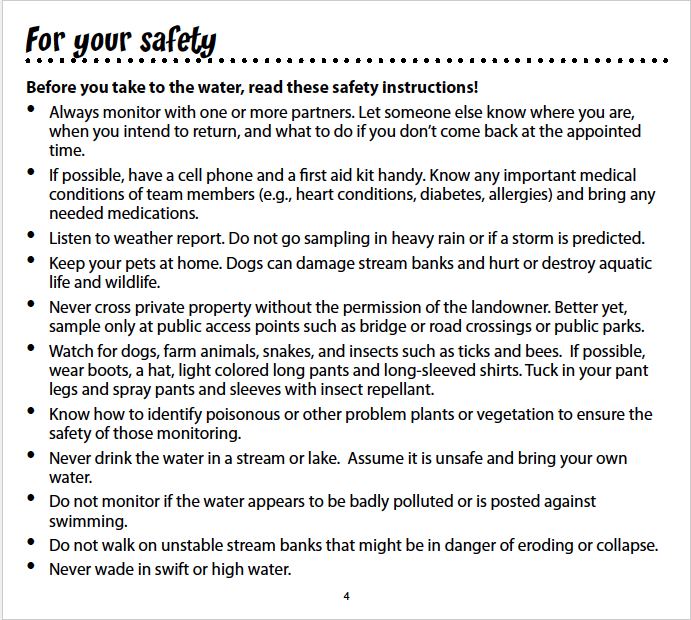 For your safety
Before you take to the water, read these safety instructions!
• Always monitor with one or more partners. Let someone else know where you are,
when you intend to return, and what to do if you don’t come back at the appointed
time.
• If possible, have a cell phone and a first aid kit handy. Know any important medical
conditions of team members (e.g., heart conditions, diabetes, allergies) and bring any
needed medications.
• Listen to weather report. Do not go sampling in heavy rain or if a storm is predicted.
• Keep your pets at home. Dogs can damage stream banks and hurt or destroy aquatic
life and wildlife.
• Never cross private property without the permission of the landowner. Better yet,
sample only at public access points such as bridge or road crossings or public parks.
• Watch for dogs, farm animals, snakes, and insects such as ticks and bees.  If possible,
wear boots, a hat, light colored long pants and long-sleeved shirts. Tuck in your pant
legs and spray pants and sleeves with insect repellant.
• Know how to identify poisonous or other problem plants or vegetation to ensure the
safety of those monitoring.
• Never drink the water in a stream or lake.  Assume it is unsafe and bring your own
water.
• Do not monitor if the water appears to be badly polluted or is posted against
swimming.
• Do not walk on unstable stream banks that might be in danger of eroding or collapse.
• Never wade in swift or high water.
4